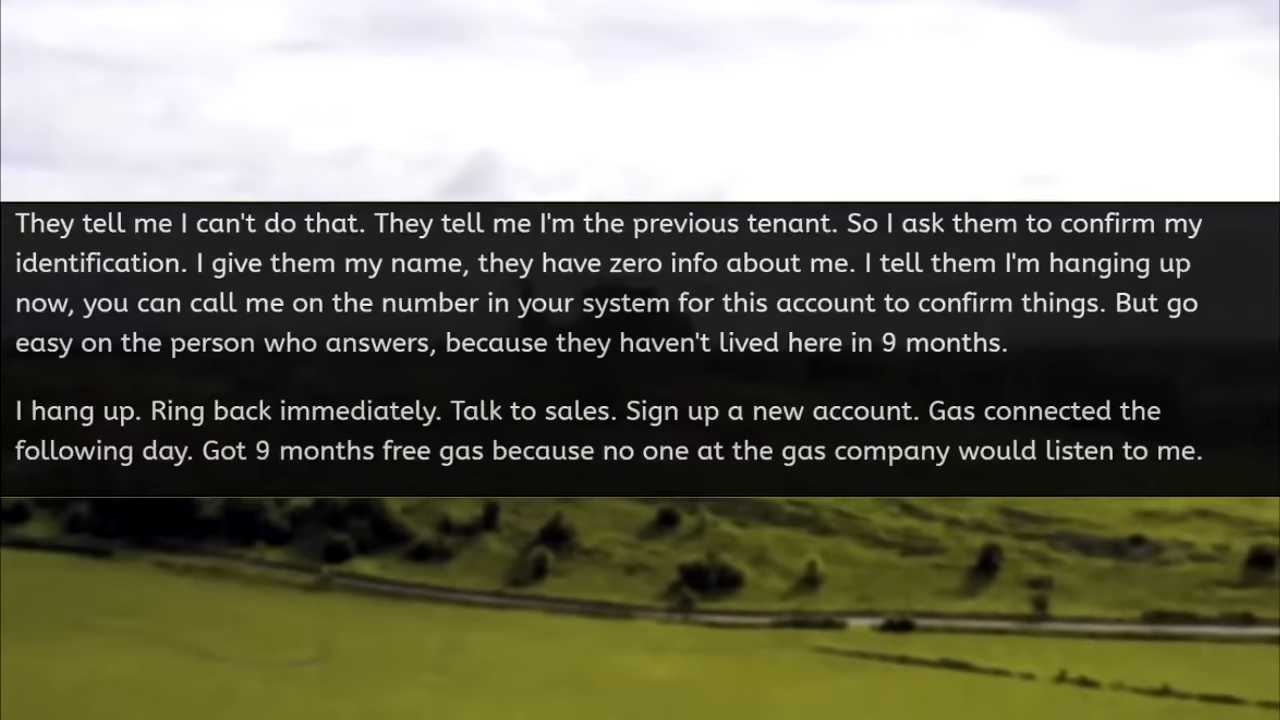 They tell me I can't do that. They tell me I'm the previous tenant. So I ask them to confirm my
identification. I give them my name, they have zero info about me. I tell them I'm hanging up
now, you can call me on the number in your system for this account to confirm things. But go
easy on the person who answers, because they haven't lived here in 9 months.
I hang up. Ring back immediately. Talk to sales. Sign up a new account. Gas connected the
following day. Got 9 months free gas because no one at the gas company would listen to me.